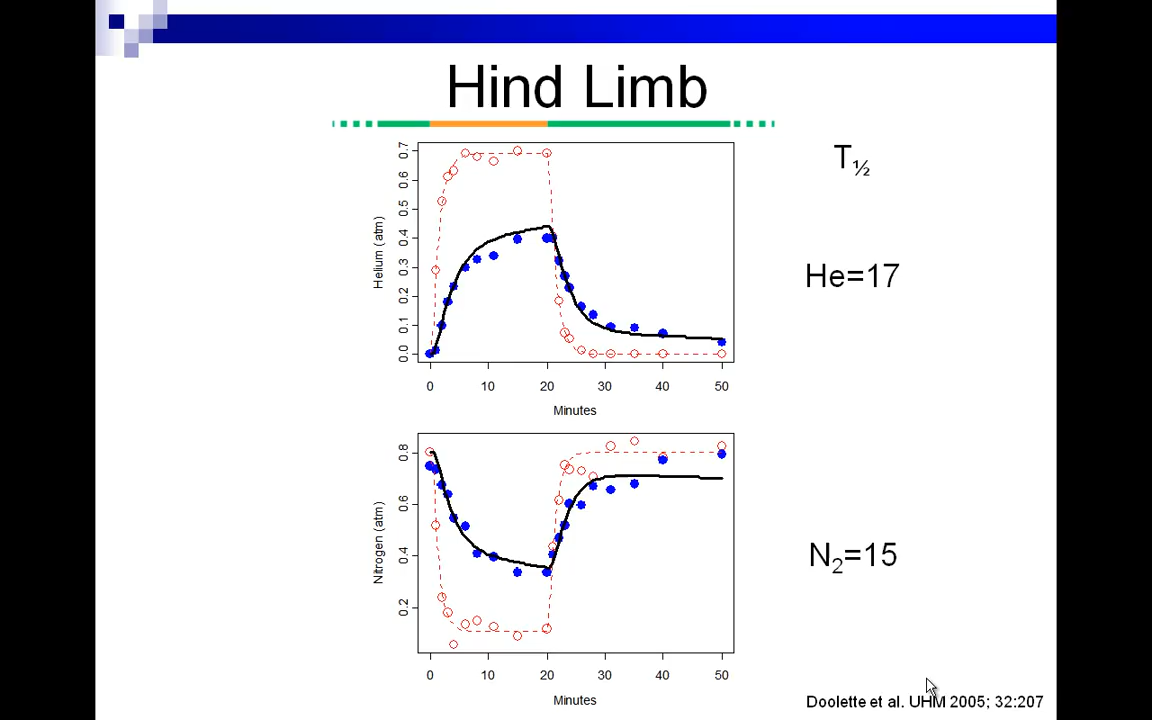 Hind Limb
T½
He=17
N2=15
Helium (atm)
0.0 0.1 0.2 0.3 0.4 0.5 0.6 0.7
0 10 20 30 40 50
Minutes
Nitrogen (atm)
0.2 0.4 0.6 0.8
0 10 20 30 40 50
Minutes
Doolette et al. UHM 2005; 32:207